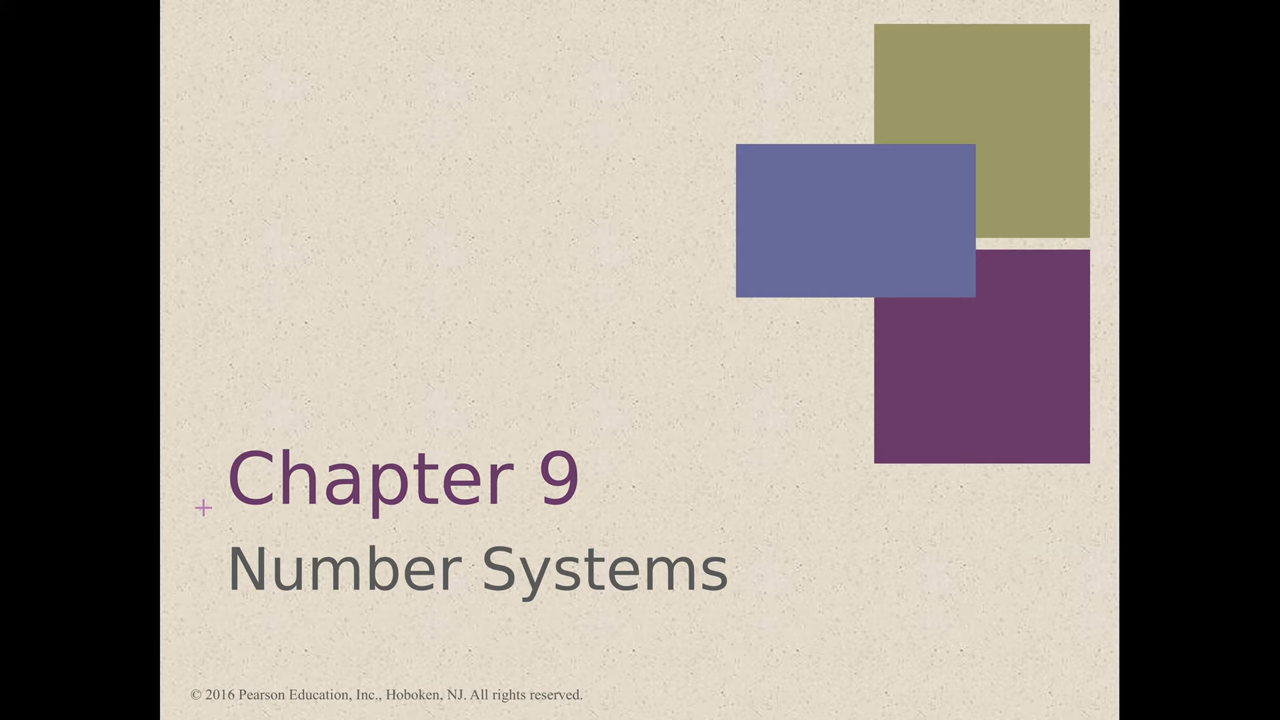 Chapter 9
+
Number Systems
© 2016 Pearson Education, Inc., Hoboken, NJ. All rights reserved.